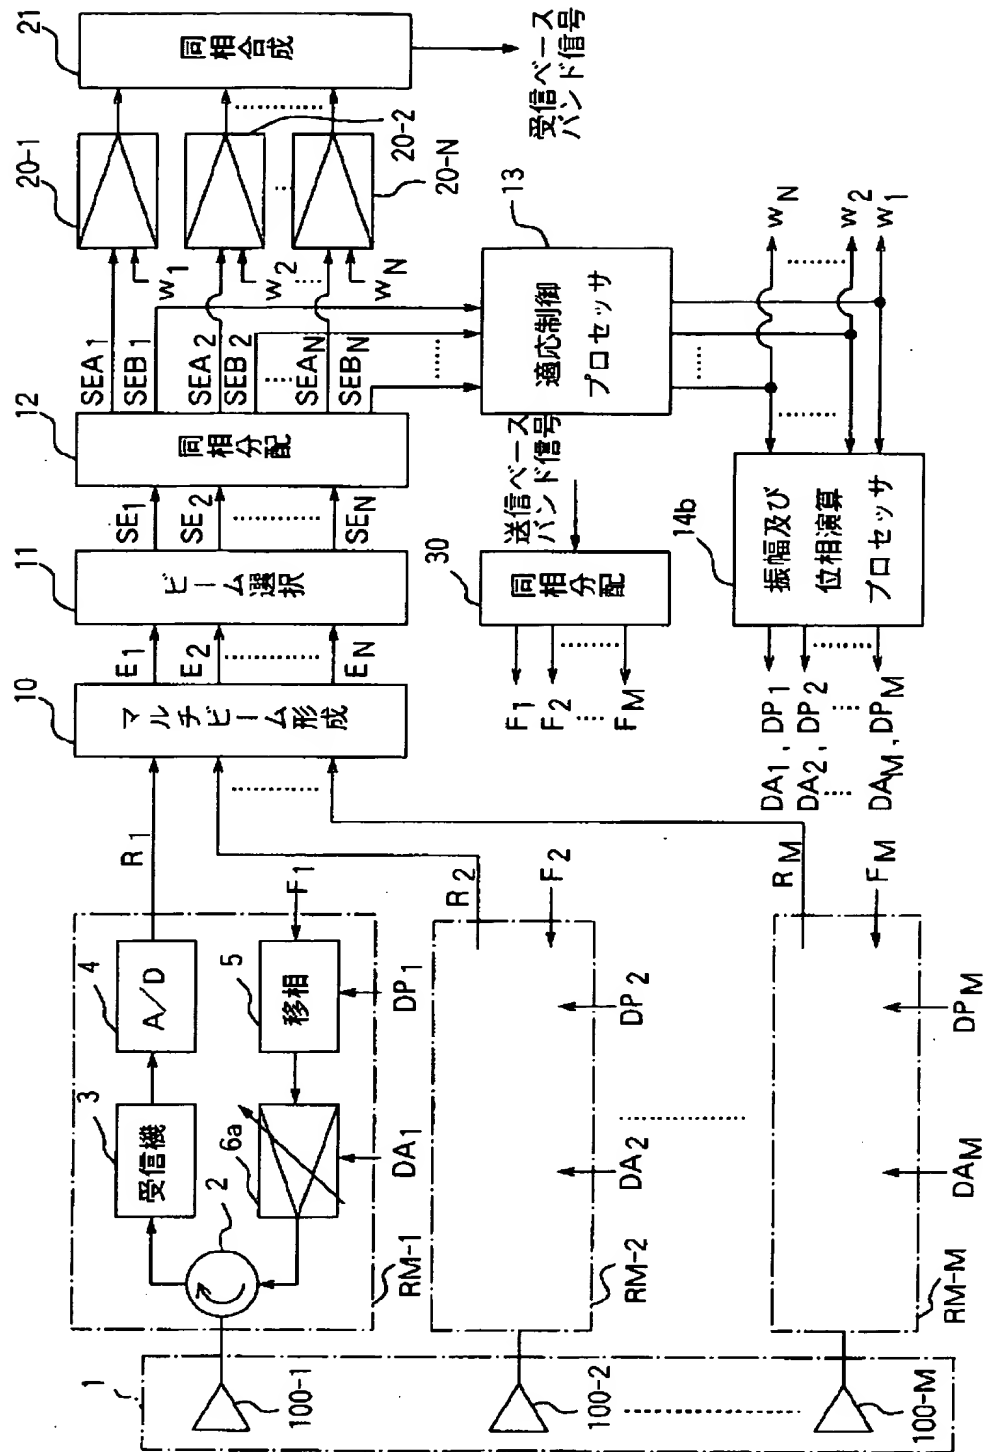 1
100-1
100-2
100-M
2
受信機
3
A/D
4
R1
6a
移相
5
F1
DA1
DP1
RM-1
R2
F2
DA2
DP2
RM-2
RM
FM
DAM
DPM
RM-M
マルチビーム形成
10
E1
E2
EN
ビーム選択
11
SE1
SE2
SEN
同相分配
12
SEA1
SEB1
SEA2
SEB2
SEAN
SEBN
20-1
20-2
20-N
w1
w2
wN
同相合成
21
受信ベース
バンド信号
適応制御
プロセッサ
13
wN
w2
w1
送信ベース
バンド信号
同相分配
30
F1
F2
FM
振幅及び
位相演算
プロセッサ
14b
DA1, DP1
DA2, DP2
DAM, DPM